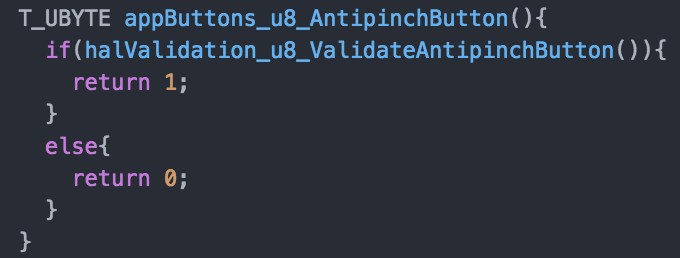 T_UBYTE appButtons_u8_AntipinchButton(){
  if(halValidation_u8_ValidateAntipinchButton()){
    return 1;
  }
  else{
    return 0;
  }
}